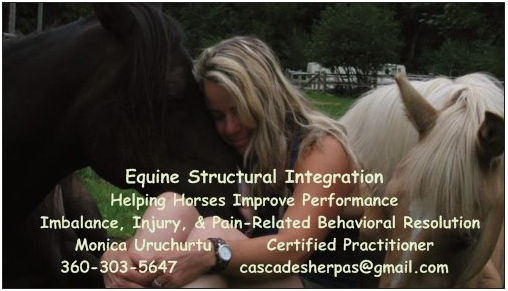 Equine Structural Integration
Helping Horses Improve Performance
Imbalance, Injury, & Pain-Related Behavioral Resolution
Monica Uruchurtu Certified Practitioner
360-303-5647 cascadesherpas@gmail.com